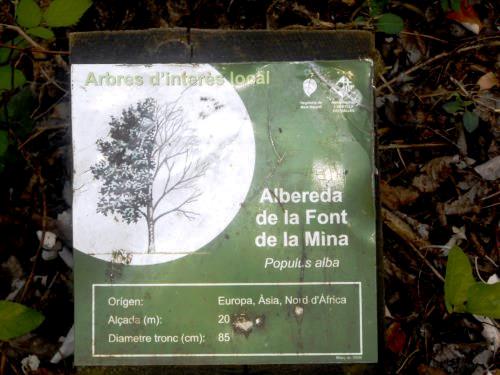 Arbres d'interès local
Albereda
de la Font
de la Mina
Populus alba
Origen: Europa, Àsia, Nord d'Àfrica
Alçada (m): 20
Diametre tronc (cm): 85